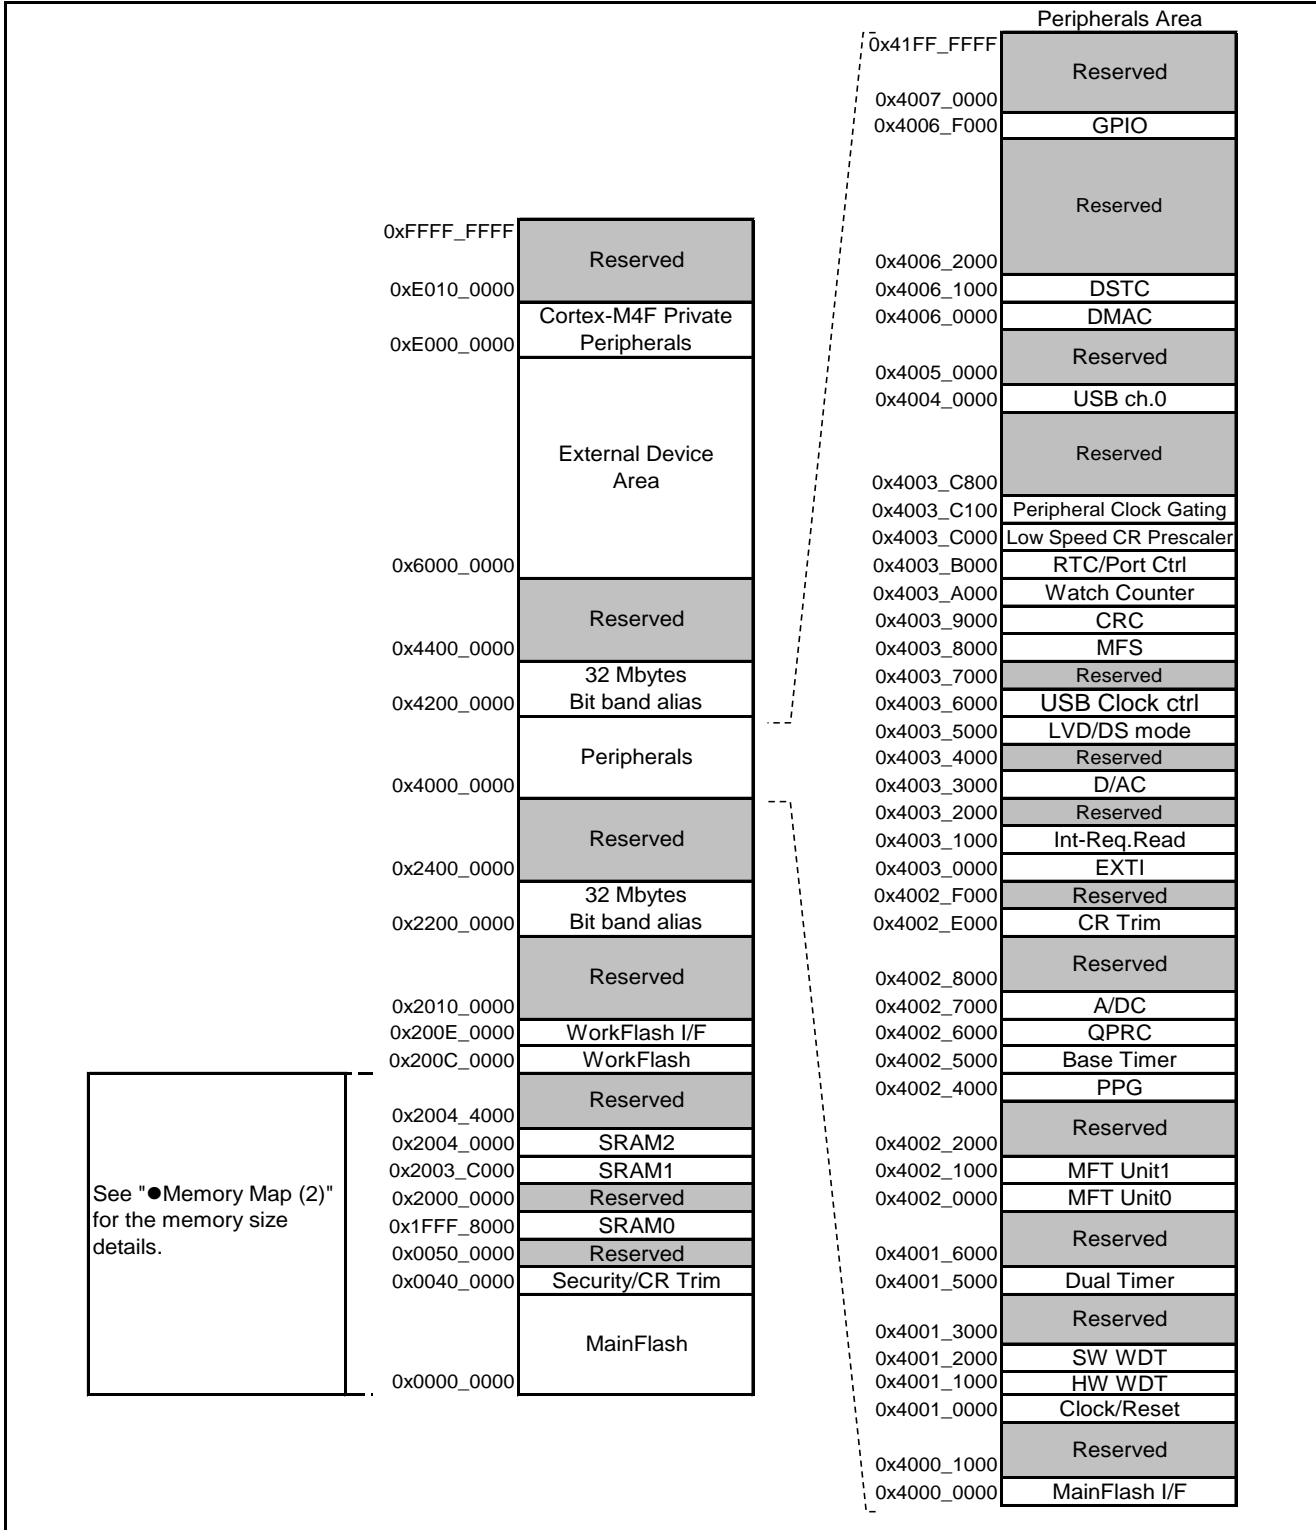 Peripherals Area
0x41FF_FFFF
Reserved
0x4007_0000
0x4006_F000 GPIO
Reserved
0x4006_2000
0x4006_1000 DSTC
0x4006_0000 DMAC
Reserved
0x4005_0000
0x4004_0000 USB ch.0
Reserved
0x4003_C800
0x4003_C100 Peripheral Clock Gating
0x4003_C000 Low Speed CR Prescaler
0x4003_B000 RTC/Port Ctrl
0x4003_A000 Watch Counter
0x4003_9000 CRC
0x4003_8000 MFS
0x4003_7000 Reserved
0x4003_6000 USB Clock ctrl
0x4003_5000 LVD/DS mode
0x4003_4000 Reserved
0x4003_3000 D/AC
0x4003_2000 Reserved
0x4003_1000 Int-Req.Read
0x4003_0000 EXTI
0x4002_F000 Reserved
0x4002_E000 CR Trim
Reserved
0x4002_8000
0x4002_7000 A/DC
0x4002_6000 QPRC
0x4002_5000 Base Timer
0x4002_4000 PPG
Reserved
0x4002_2000
0x4002_1000 MFT Unit1
0x4002_0000 MFT Unit0
Reserved
0x4001_6000
0x4001_5000 Dual Timer
Reserved
0x4001_3000
0x4001_2000 SW WDT
0x4001_1000 HW WDT
0x4001_0000 Clock/Reset
Reserved
0x4000_1000
0x4000_0000 MainFlash I/F
0xFFFF_FFFF
Reserved
0xE010_0000
Cortex-M4F Private
0xE000_0000 Peripherals
External Device
Area
0x6000_0000
Reserved
0x4400_0000
32 Mbytes
0x4200_0000 Bit band alias
Peripherals
0x4000_0000
Reserved
0x2400_0000
32 Mbytes
0x2200_0000 Bit band alias
Reserved
0x2010_0000
0x200E_0000 WorkFlash I/F
0x200C_0000 WorkFlash
Reserved
0x2004_4000
0x2004_0000 SRAM2
0x2003_C000 SRAM1
0x2000_0000 Reserved
0x1FFF_8000 SRAM0
0x0050_0000 Reserved
0x0040_0000 Security/CR Trim
MainFlash
0x0000_0000
See "●Memory Map (2)"
for the memory size
details.